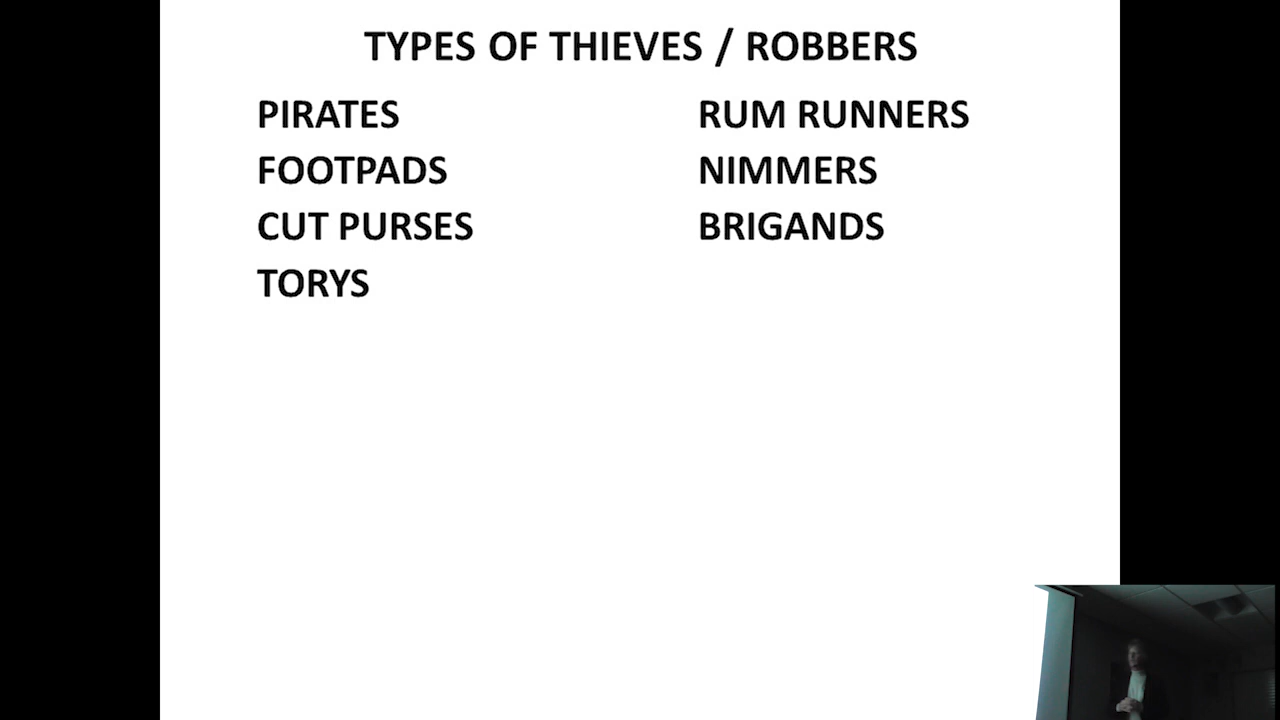 TYPES OF THIEVES / ROBBERS
PIRATES
FOOTPADS
CUT PURSES
TORYS
RUM RUNNERS
NIMMERS
BRIGANDS